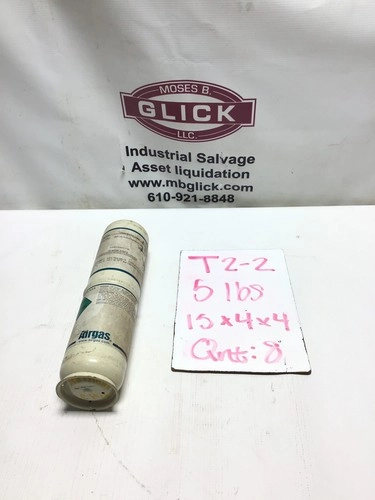 MOSES B.
GLICK
LLC.
Industrial Salvage
Asset liquidation
www.mbglick.com
610-921-8848
T2-2
5 lbs
15x4x4
Qnt: 8
Airgas